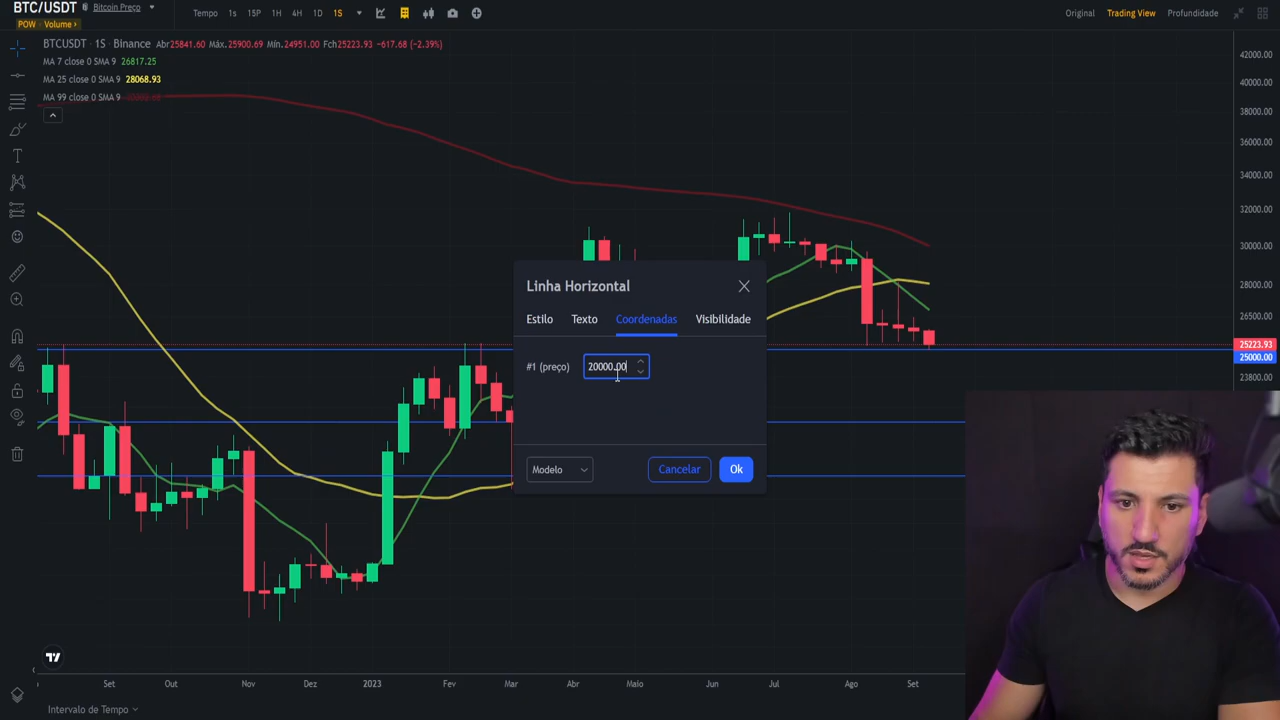 BTC/USDT Bitcoin Preço
POW Volume
Tempo 1s 15P 1H 4H 1D 1S
Original Trading View Profundidade
BTCUSDT · 1S · Binance Abr25841.60 Máx.25900.69 Mín.24951.00 Fch25223.93 -617.68 (-2.39%)
MA 7 close 0 SMA 9 26817.25
MA 25 close 0 SMA 9 28068.93
MA 99 close 0 SMA 9
42000.00
40000.00
38000.00
36000.00
34000.00
32000.00
30000.00
28000.00
26500.00
25223.93
25000.00
23800.00
Linha Horizontal
Estilo Texto Coordenadas Visibilidade
#1 (preço) 20000.00
Modelo Cancelar Ok
Set Out Nov Dez 2023 Fev Mar Abr Maio Jun Jul Ago Set
Intervalo de Tempo